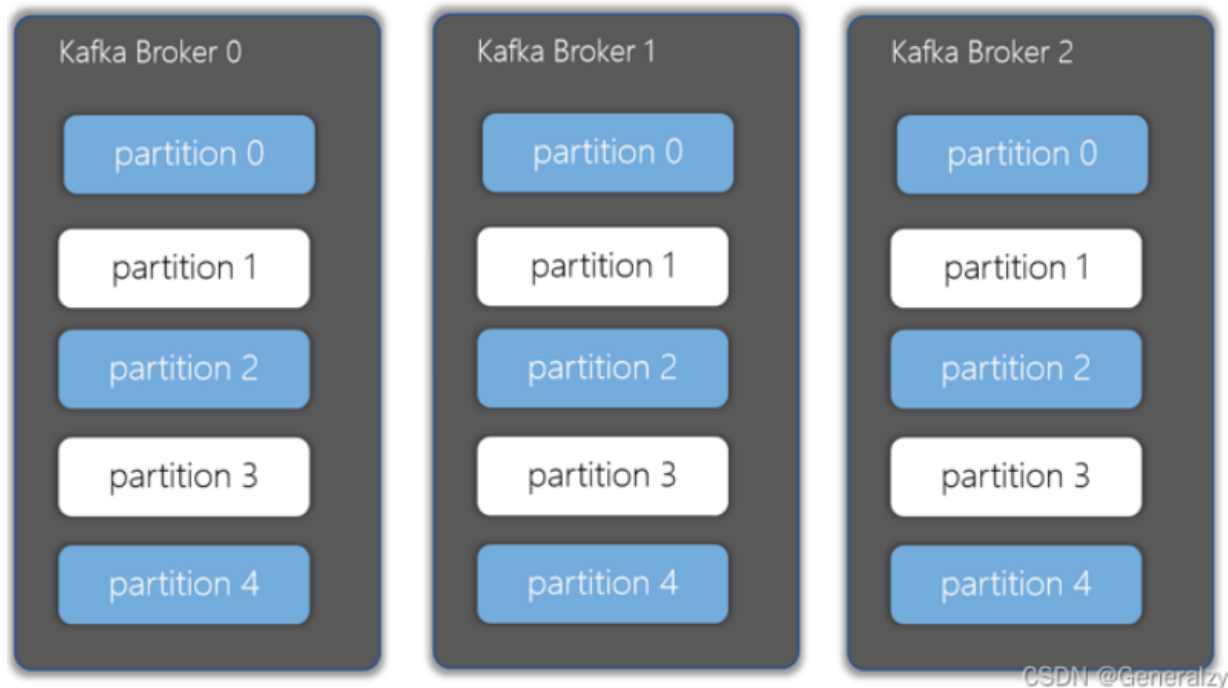 Kafka Broker 0
partition 0
partition 1
partition 2
partition 3
partition 4
Kafka Broker 1
partition 0
partition 1
partition 2
partition 3
partition 4
Kafka Broker 2
partition 0
partition 1
partition 2
partition 3
partition 4
CSDN @Generalzy